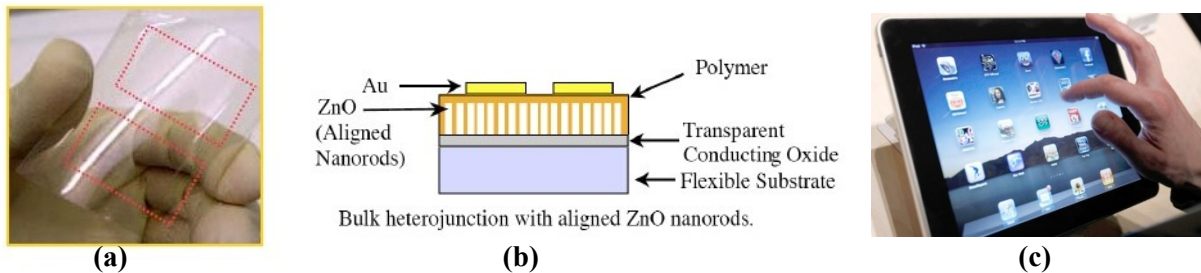 Au
ZnO
(Aligned
Nanorods)
Polymer
Transparent
Conducting Oxide
Flexible Substrate
Bulk heterojunction with aligned ZnO nanorods.
(a)
(b)
(c)